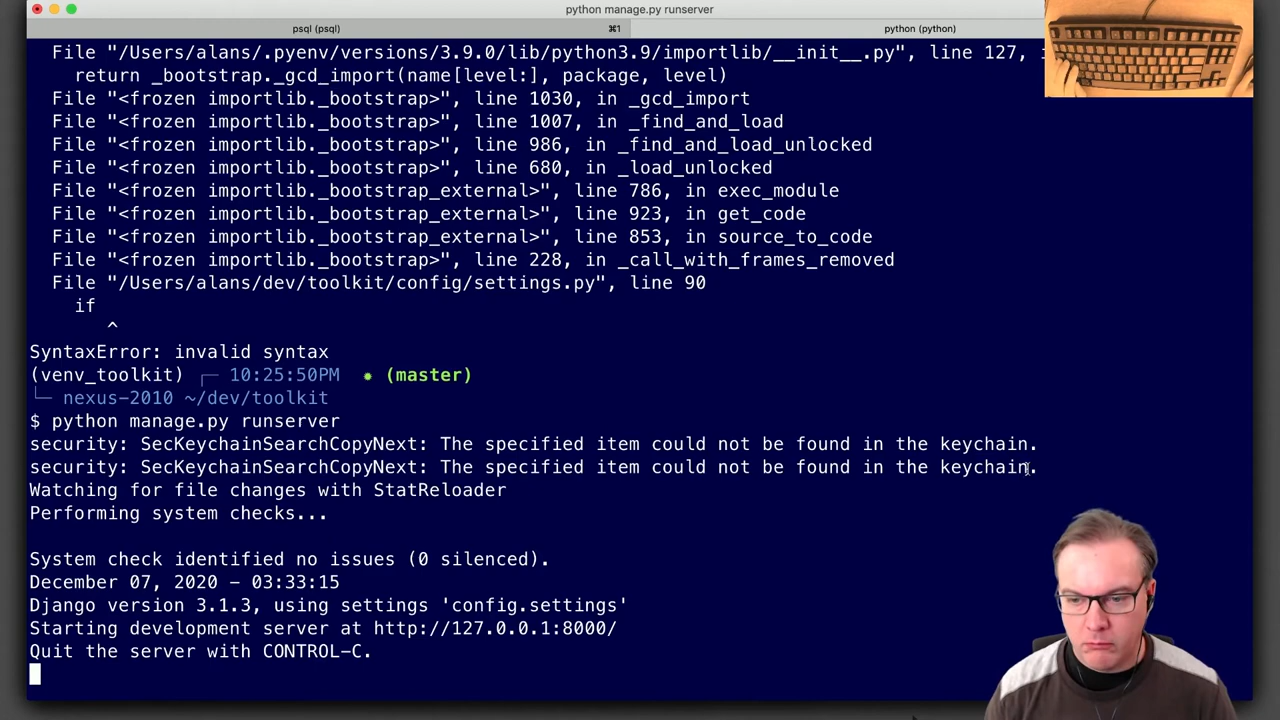 python manage.py runserver
psql (psql) ⌘1 python (python)
File "/Users/alans/.pyenv/versions/3.9.0/lib/python3.9/importlib/__init__.py", line 127, i
return _bootstrap._gcd_import(name[level:], package, level)
File "<frozen importlib._bootstrap>", line 1030, in _gcd_import
File "<frozen importlib._bootstrap>", line 1007, in _find_and_load
File "<frozen importlib._bootstrap>", line 986, in _find_and_load_unlocked
File "<frozen importlib._bootstrap>", line 680, in _load_unlocked
File "<frozen importlib._bootstrap_external>", line 786, in exec_module
File "<frozen importlib._bootstrap_external>", line 923, in get_code
File "<frozen importlib._bootstrap_external>", line 853, in source_to_code
File "<frozen importlib._bootstrap>", line 228, in _call_with_frames_removed
File "/Users/alans/dev/toolkit/config/settings.py", line 90
if
^
SyntaxError: invalid syntax
(venv_toolkit) ┌─ 10:25:50PM ✹ (master)
└─ nexus-2010 ~/dev/toolkit
$ python manage.py runserver
security: SecKeychainSearchCopyNext: The specified item could not be found in the keychain.
security: SecKeychainSearchCopyNext: The specified item could not be found in the keychain.
Watching for file changes with StatReloader
Performing system checks...
System check identified no issues (0 silenced).
December 07, 2020 - 03:33:15
Django version 3.1.3, using settings 'config.settings'
Starting development server at http://127.0.0.1:8000/
Quit the server with CONTROL-C.